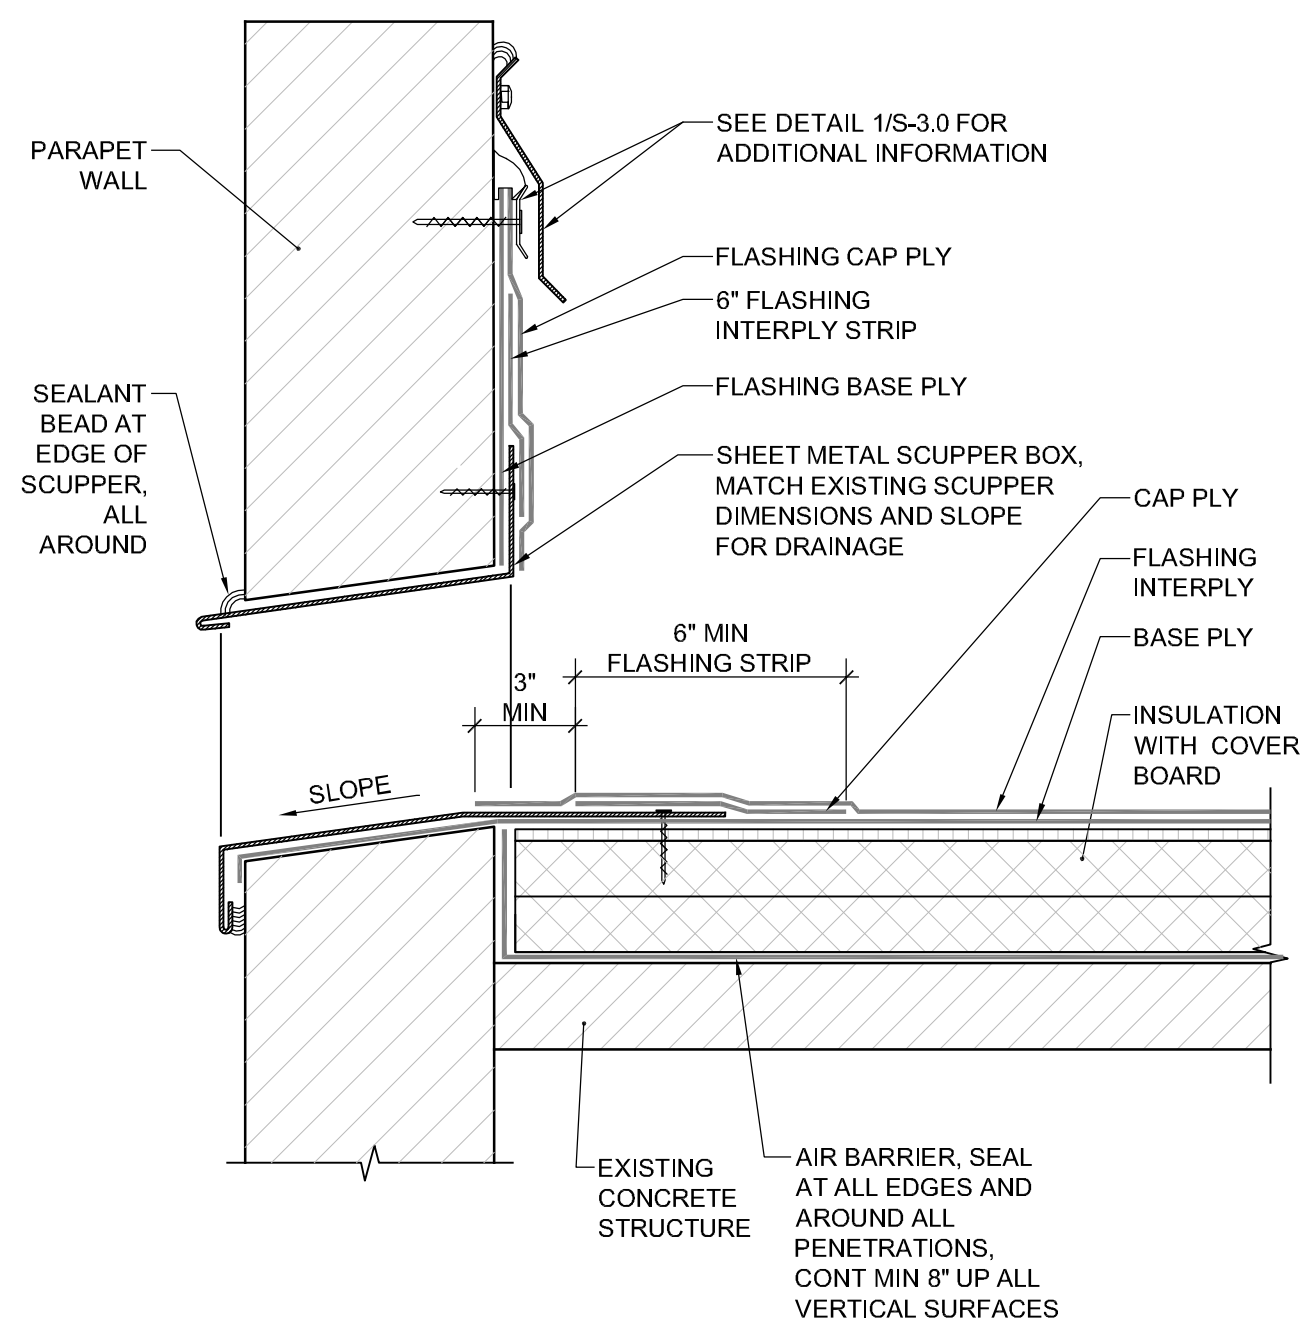 PARAPET
WALL
SEE DETAIL 1/S-3.0 FOR
ADDITIONAL INFORMATION
FLASHING CAP PLY
6" FLASHING
INTERPLY STRIP
FLASHING BASE PLY
SEALANT
BEAD AT
EDGE OF
SCUPPER,
ALL
AROUND
SHEET METAL SCUPPER BOX,
MATCH EXISTING SCUPPER
DIMENSIONS AND SLOPE
FOR DRAINAGE
CAP PLY
FLASHING
INTERPLY
BASE PLY
6" MIN
FLASHING STRIP
3"
MIN
INSULATION
WITH COVER
BOARD
SLOPE
EXISTING
CONCRETE
STRUCTURE
AIR BARRIER, SEAL
AT ALL EDGES AND
AROUND ALL
PENETRATIONS,
CONT MIN 8" UP ALL
VERTICAL SURFACES